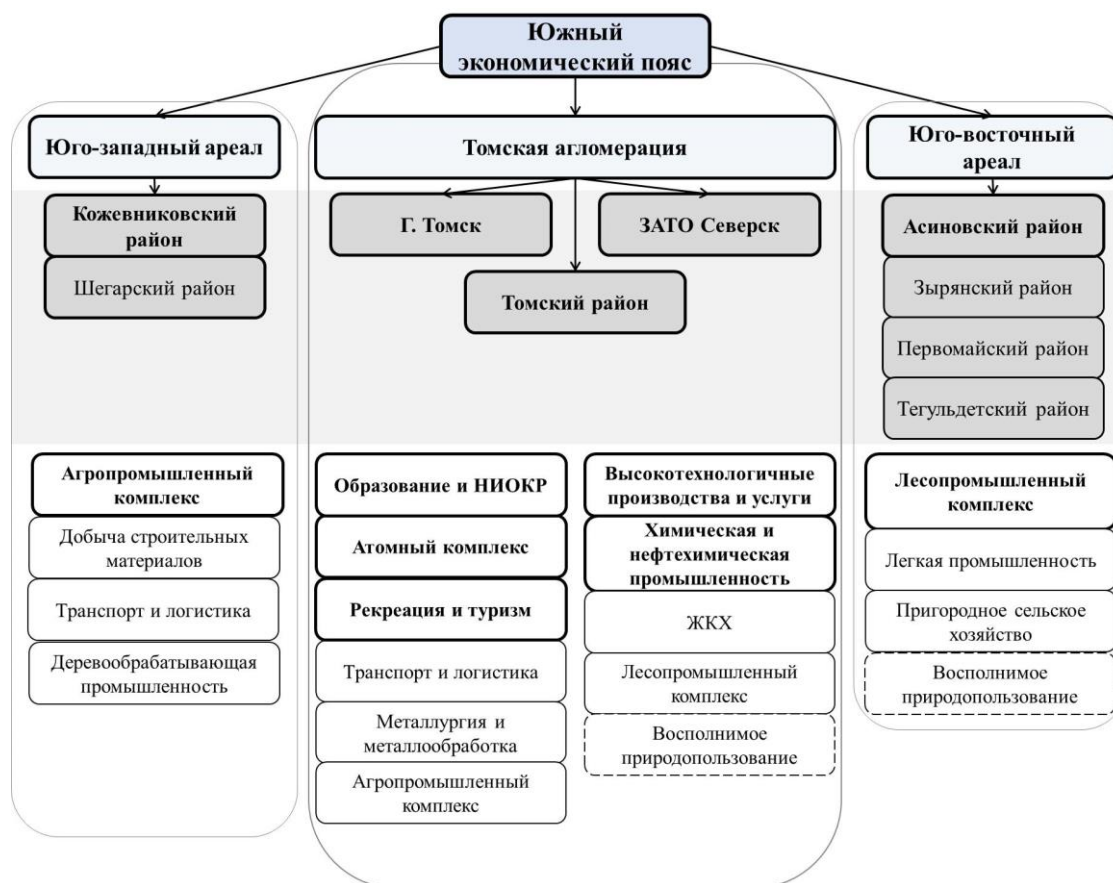 Южный
экономический пояс
Юго-западный ареал
Томская агломерация
Юго-восточный
ареал
Кожевниковский
район
Шегарский район
Г. Томск
ЗАТО Северск
Томский район
Асиновский район
Зырянский район
Первомайский район
Тегульдетский район
Агропромышленный
комплекс
Добыча строительных
материалов
Транспорт и логистика
Деревообрабатывающая
промышленность
Образование и НИОКР
Атомный комплекс
Рекреация и туризм
Транспорт и логистика
Металлургия и
металлообработка
Агропромышленный
комплекс
Высокотехнологичные
производства и услуги
Химическая и
нефтехимическая
промышленность
ЖКХ
Лесопромышленный
комплекс
Восполнимое
природопользование
Лесопромышленный
комплекс
Легкая промышленность
Пригородное сельское
хозяйство
Восполнимое
природопользование